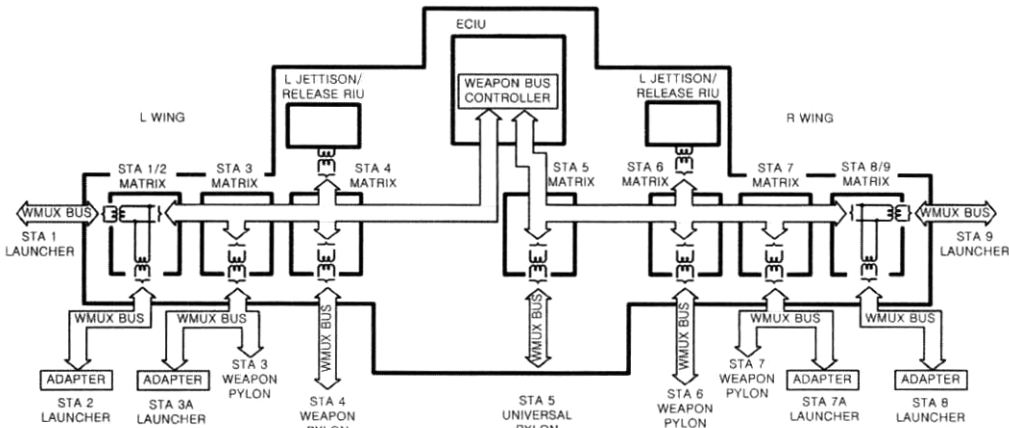 ECIU
L JETTISON/
RELEASE RIU
WEAPON BUS
CONTROLLER
L JETTISON/
RELEASE RIU
L WING
R WING
STA 1/2
MATRIX
STA 3
MATRIX
STA 4
MATRIX
STA 5
MATRIX
STA 6
MATRIX
STA 7
MATRIX
STA 8/9
MATRIX
WMUX BUS
STA 1
LAUNCHER
WMUX BUS
STA 9
LAUNCHER
WMUX BUS
WMUX BUS
WMUX BUS
WMUX BUS
WMUX BUS
WMUX BUS
WMUX BUS
ADAPTER
STA 2
LAUNCHER
ADAPTER
STA 3A
LAUNCHER
STA 3
WEAPON
PYLON
STA 4
WEAPON
PYLON
STA 5
UNIVERSAL
PYLON
STA 6
WEAPON
PYLON
STA 7
WEAPON
PYLON
ADAPTER
STA 7A
LAUNCHER
ADAPTER
STA 8
LAUNCHER